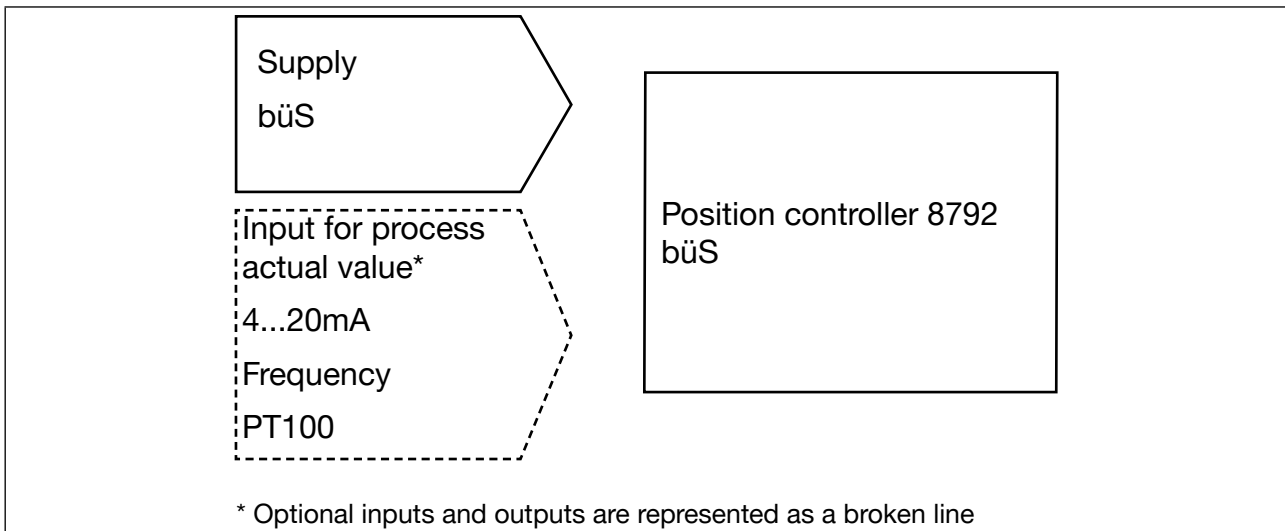 Supply
büS
Input for process
actual value*
4...20mA
Frequency
PT100
Position controller 8792
büS
* Optional inputs and outputs are represented as a broken line